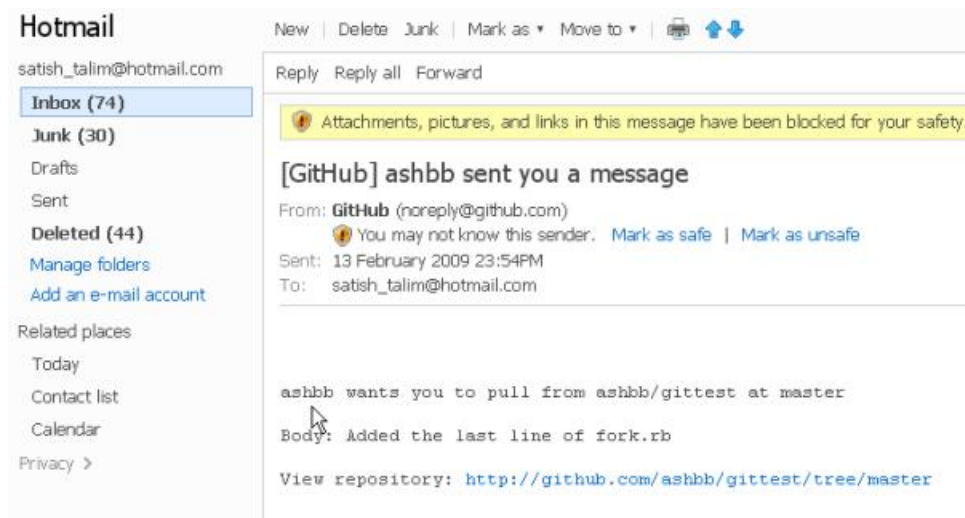 Hotmail
satish_talim@hotmail.com
Inbox (74)
Junk (30)
Drafts
Sent
Deleted (44)
Manage folders
Add an e-mail account
Related places
Today
Contact list
Calendar
Privacy >
New | Delete Junk | Mark as ▾ Move to ▾ |
Reply Reply all Forward
Attachments, pictures, and links in this message have been blocked for your safety.
[GitHub] ashbb sent you a message
From: GitHub (noreply@github.com)
You may not know this sender. Mark as safe | Mark as unsafe
Sent: 13 February 2009 23:54PM
To: satish_talim@hotmail.com
ashbb wants you to pull from ashbb/gittest at master
Body: Added the last line of fork.rb
View repository: http://github.com/ashbb/gittest/tree/master